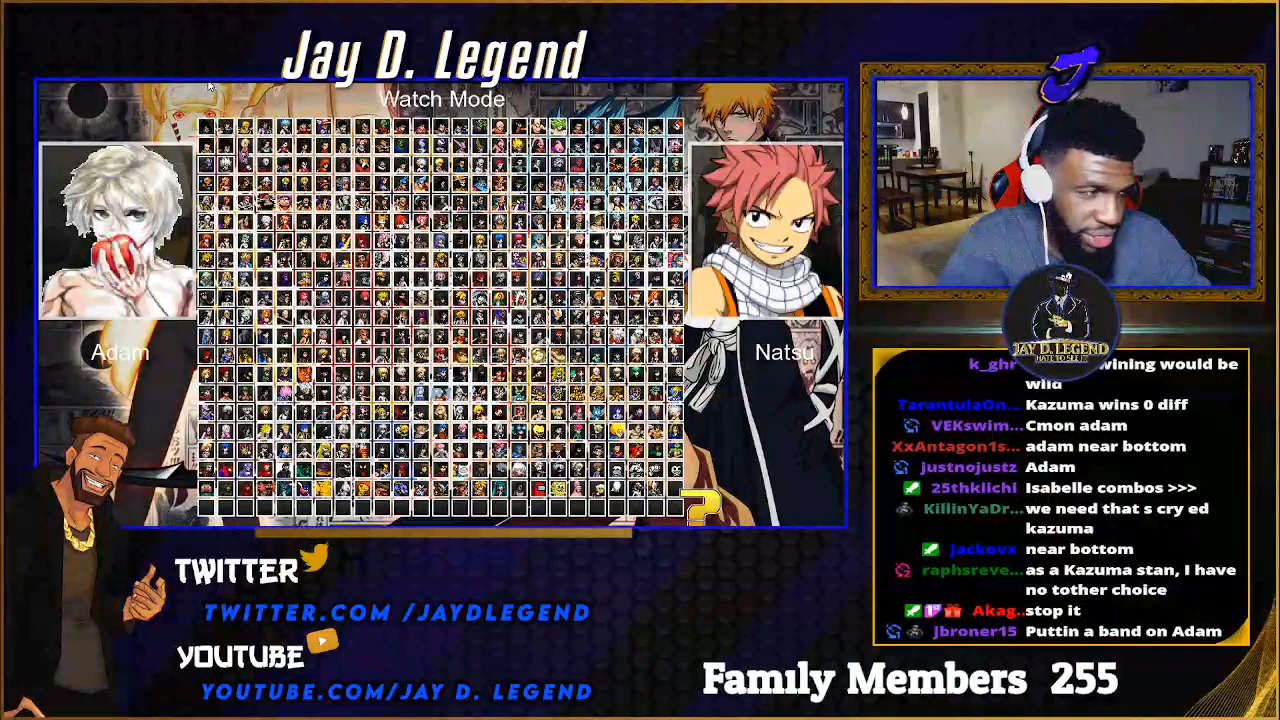 Jay D. Legend
Watch Mode
Adam
Natsu
J
JAY D. LEGEND
k_ghr wining would be
wild
TarantulaOn... Kazuma wins 0 diff
VEKswim... Cmon adam
XxAntagon1s... adam near bottom
justnojustz Adam
25thklichi Isabelle combos >>>
KillinYaDr... we need that s cry ed
kazuma
jackovx near bottom
raphsreve... as a Kazuma stan, I have
no tother choice
Akag.. stop it
Jbroner15 Puttin a band on Adam
TWITTER
TWITTER.COM /JAYDLEGEND
YOUTUBE
YOUTUBE.COM/JAY D. LEGEND
Family Members 255